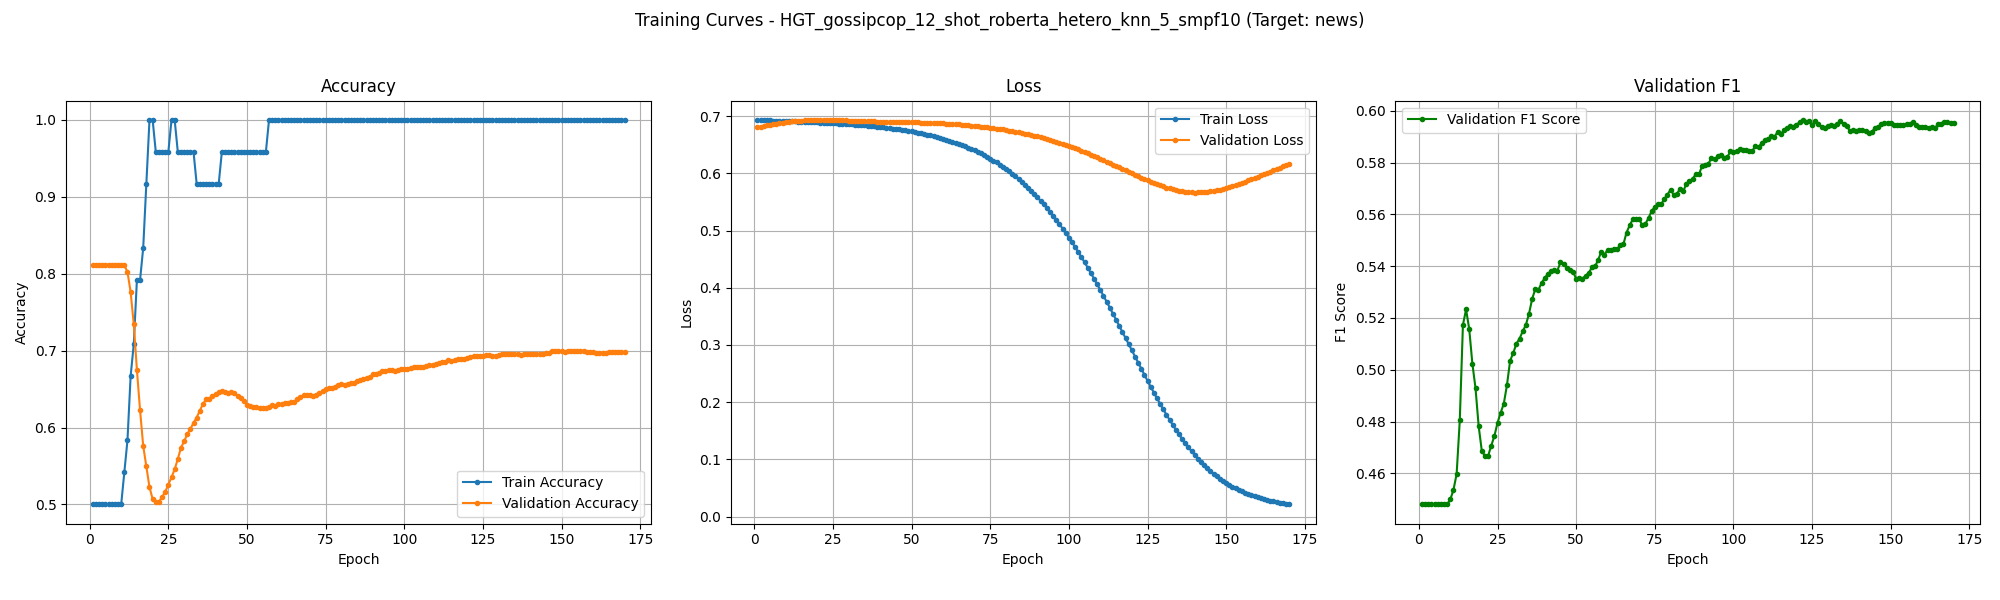 Training Curves - HGT_gossipcop_12_shot_roberta_hetero_knn_5_smpf10 (Target: news)
Accuracy
Accuracy
1.0
0.9
0.8
0.7
0.6
0.5
Train Accuracy
Validation Accuracy
0 25 50 75 100 125 150 175
Epoch
Loss
Loss
0.7
0.6
0.5
0.4
0.3
0.2
0.1
0.0
Train Loss
Validation Loss
0 25 50 75 100 125 150 175
Epoch
Validation F1
F1 Score
0.60
0.58
0.56
0.54
0.52
0.50
0.48
0.46
Validation F1 Score
0 25 50 75 100 125 150 175
Epoch